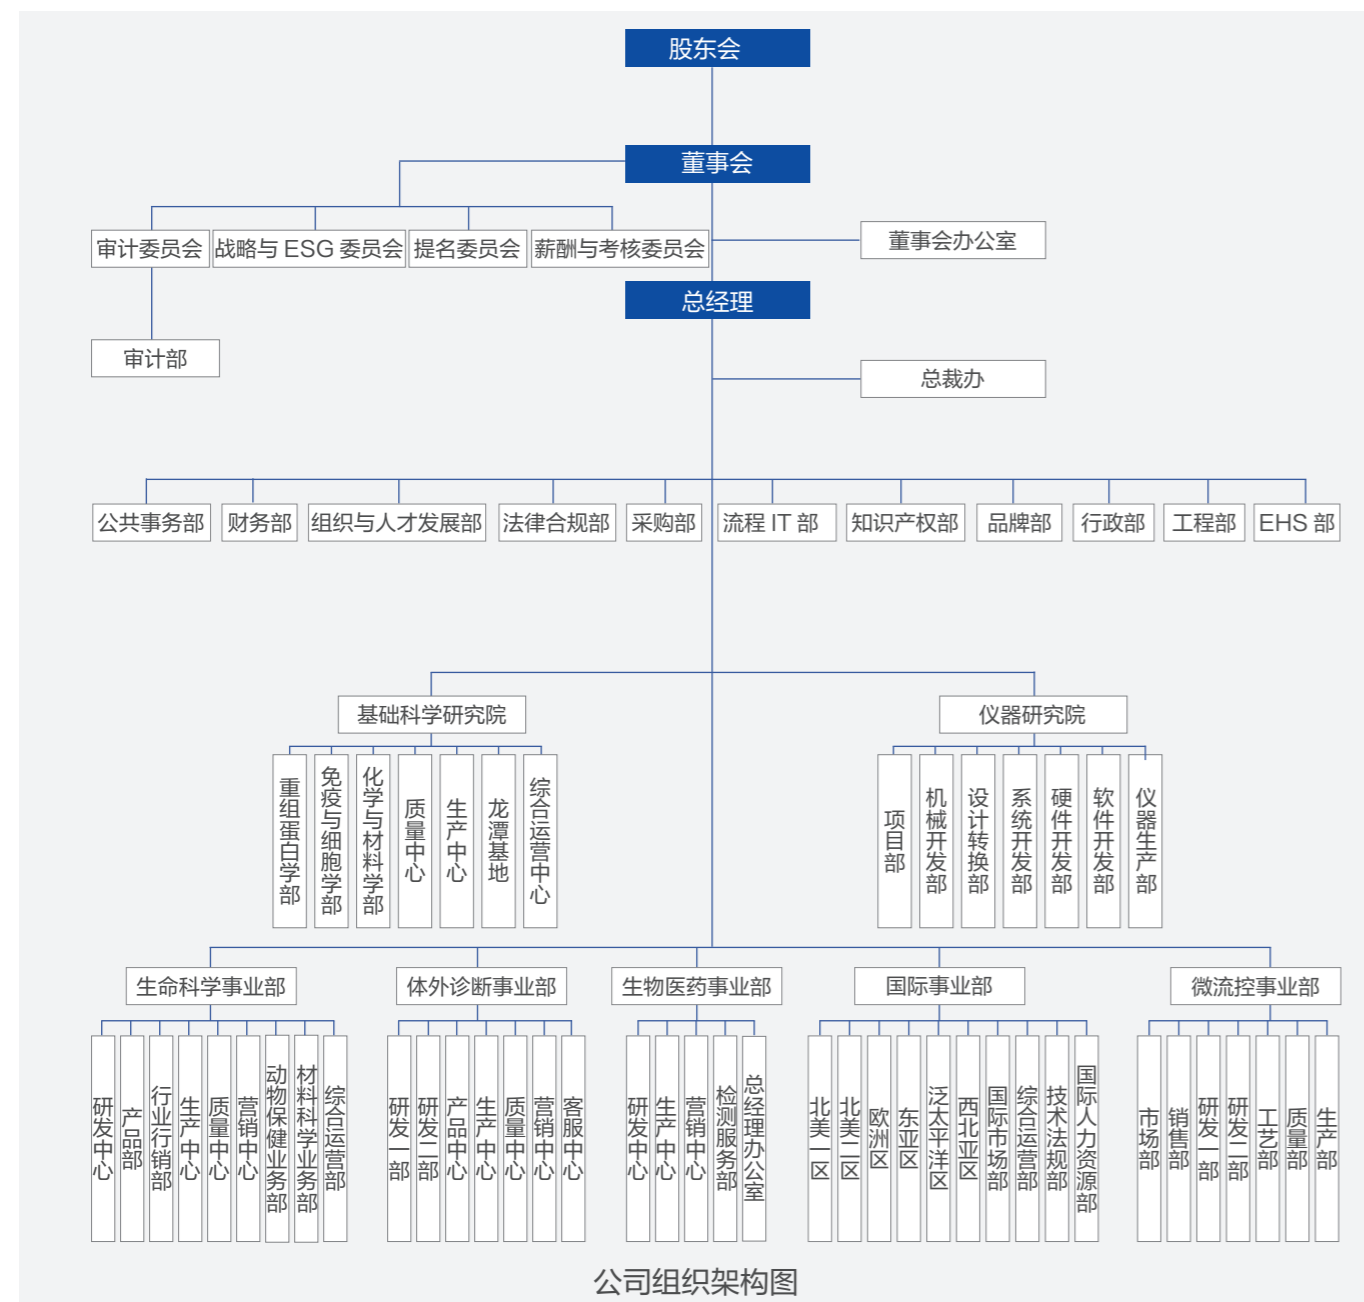 股东会
董事会
审计委员会
战略与 ESG 委员会
提名委员会
薪酬与考核委员会
董事会办公室
总经理
审计部
总裁办
公共事务部
财务部
组织与人才发展部
法律合规部
采购部
流程 IT 部
知识产权部
品牌部
行政部
工程部
EHS 部
基础科学研究院
仪器研究院
重组蛋白学部
免疫与细胞学部
化学与材料学部
质量中心
生产中心
龙潭基地
综合运营中心
项目部
机械开发部
设计转换部
系统开发部
硬件开发部
软件开发部
仪器生产部
生命科学事业部
体外诊断事业部
生物医药事业部
国际事业部
微流控事业部
研发中心
产品部
行业行销部
生产中心
质量中心
营销中心
动物保健业务部
材料科学业务部
综合运营部
研发一部
研发二部
产品中心
生产中心
质量中心
营销中心
客服中心
研发中心
生产中心
营销中心
检测服务部
总经理办公室
北美一区
北美二区
欧洲区
东亚区
泛太平洋区
西北亚区
国际市场部
综合运营部
技术法规部
国际人力资源部
市场部
销售部
研发一部
研发二部
工艺部
质量部
生产部
公司组织架构图